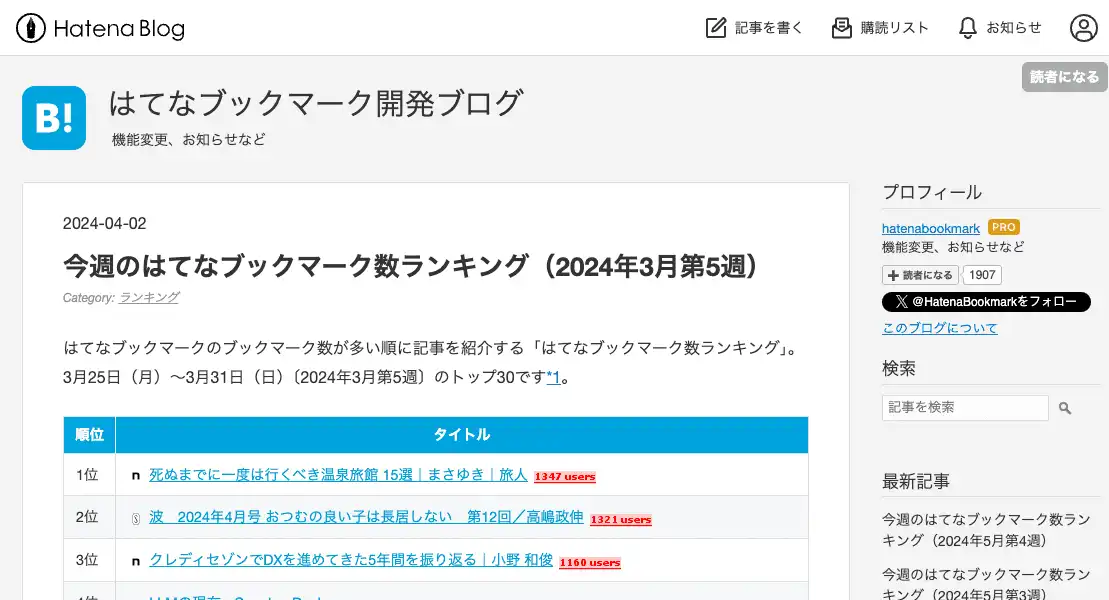 Hatena Blog
記事を書く
購読リスト
お知らせ
読者になる
B!
はてなブックマーク開発ブログ
機能変更、お知らせなど
2024-04-02
今週のはてなブックマーク数ランキング（2024年3月第5週）
Category: ランキング
はてなブックマークのブックマーク数が多い順に記事を紹介する「はてなブックマーク数ランキング」。
3月25日（月）〜3月31日（日）〔2024年3月第5週〕のトップ30です*1。
順位 タイトル
1位 n 死ぬまでに一度は行くべき温泉旅館 15選｜まさゆき｜旅人 1347 users
2位 波　2024年4月号 おつむの良い子は長居しない　第12回／高嶋政伸 1321 users
3位 n クレディセゾンでDXを進めてきた5年間を振り返る｜小野 和俊 1160 users
プロフィール
hatenabookmark PRO
機能変更、お知らせなど
読者になる 1907
X @HatenaBookmarkをフォロー
このブログについて
検索
記事を検索
最新記事
今週のはてなブックマーク数ラン
キング（2024年5月第4週）
今週のはてなブックマーク数ラン
キング（2024年5月第3週）